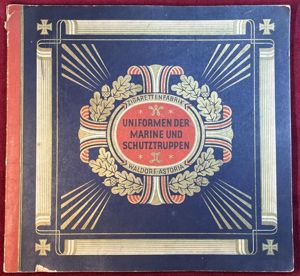 ZIGARETTENFABRIK
UNIFORMEN DER
MARINE UND
SCHUTZTRUPPEN
WALDORF-ASTORIA